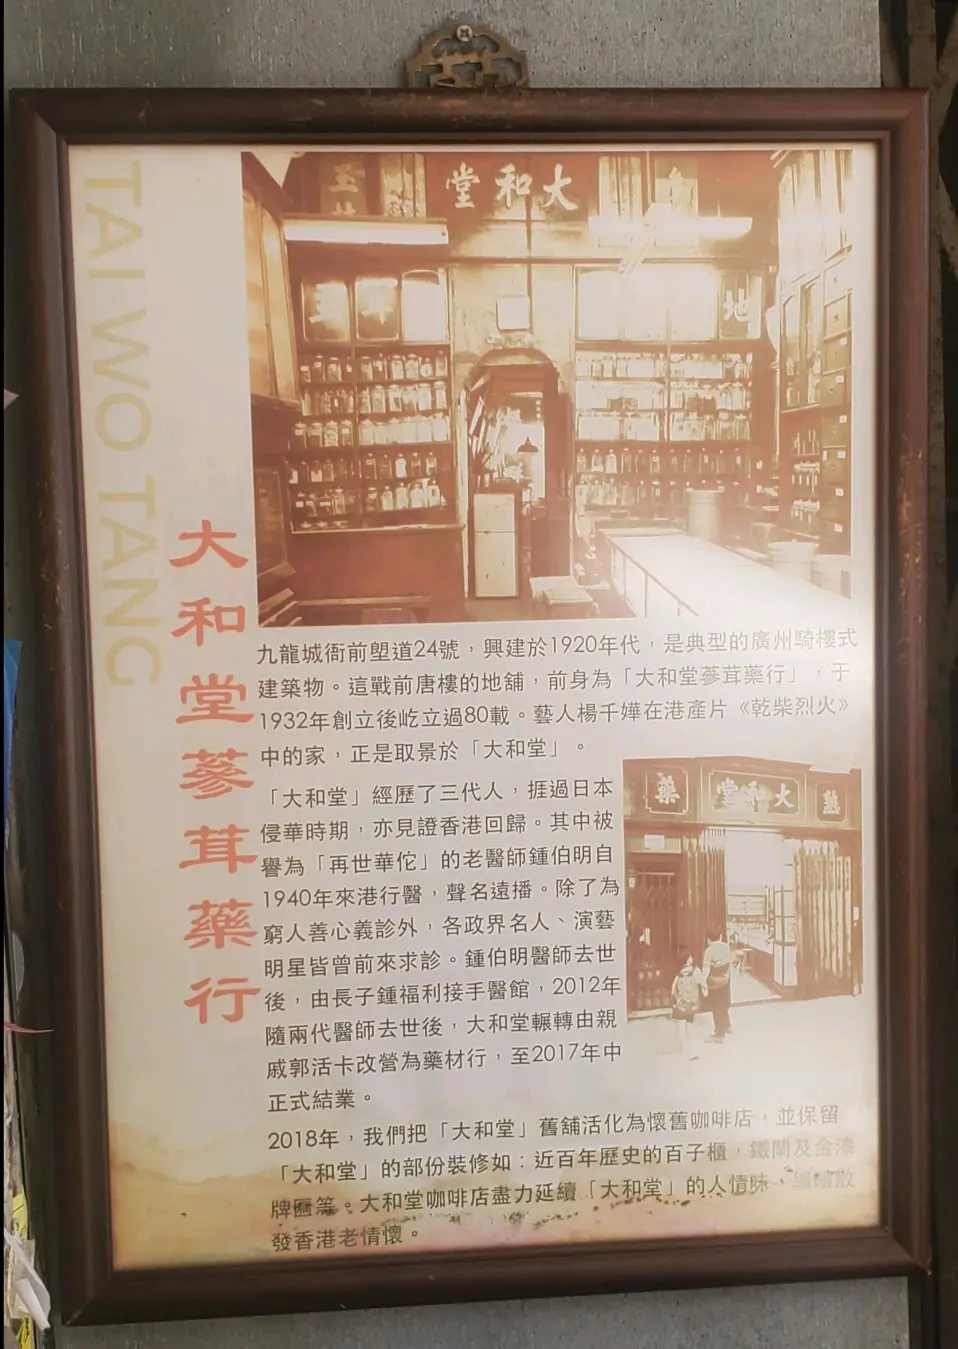 TAI WO TANG
大和堂蔘茸藥行
堂和大
地
九龍城衙前塱道24號，興建於1920年代，是典型的廣州騎樓式
建築物。這戰前唐樓的地舖，前身為「大和堂蔘茸藥行」，于
1932年創立後屹立過80載。藝人楊千嬅在港產片《乾柴烈火》
中的家，正是取景於「大和堂」。
「大和堂」經歷了三代人，捱過日本
侵華時期，亦見證香港回歸。其中被
譽為「再世華佗」的老醫師鍾伯明自
1940年來港行醫，聲名遠播。除了為
窮人善心義診外，各政界名人、演藝
明星皆曾前來求診。鍾伯明醫師去世
後，由長子鍾福利接手醫館，2012年
隨兩代醫師去世後，大和堂輾轉由親
戚郭活卡改營為藥材行，至2017年中
正式結業。
藥 堂和大 熟
2018年，我們把「大和堂」舊舖活化為懷舊咖啡店，並保留
「大和堂」的部份裝修如：近百年歷史的百子櫃，鐵閘及金漆
牌匾等。大和堂咖啡店盡力延續「大和堂」的人情味，繼續散
發香港老情懷。